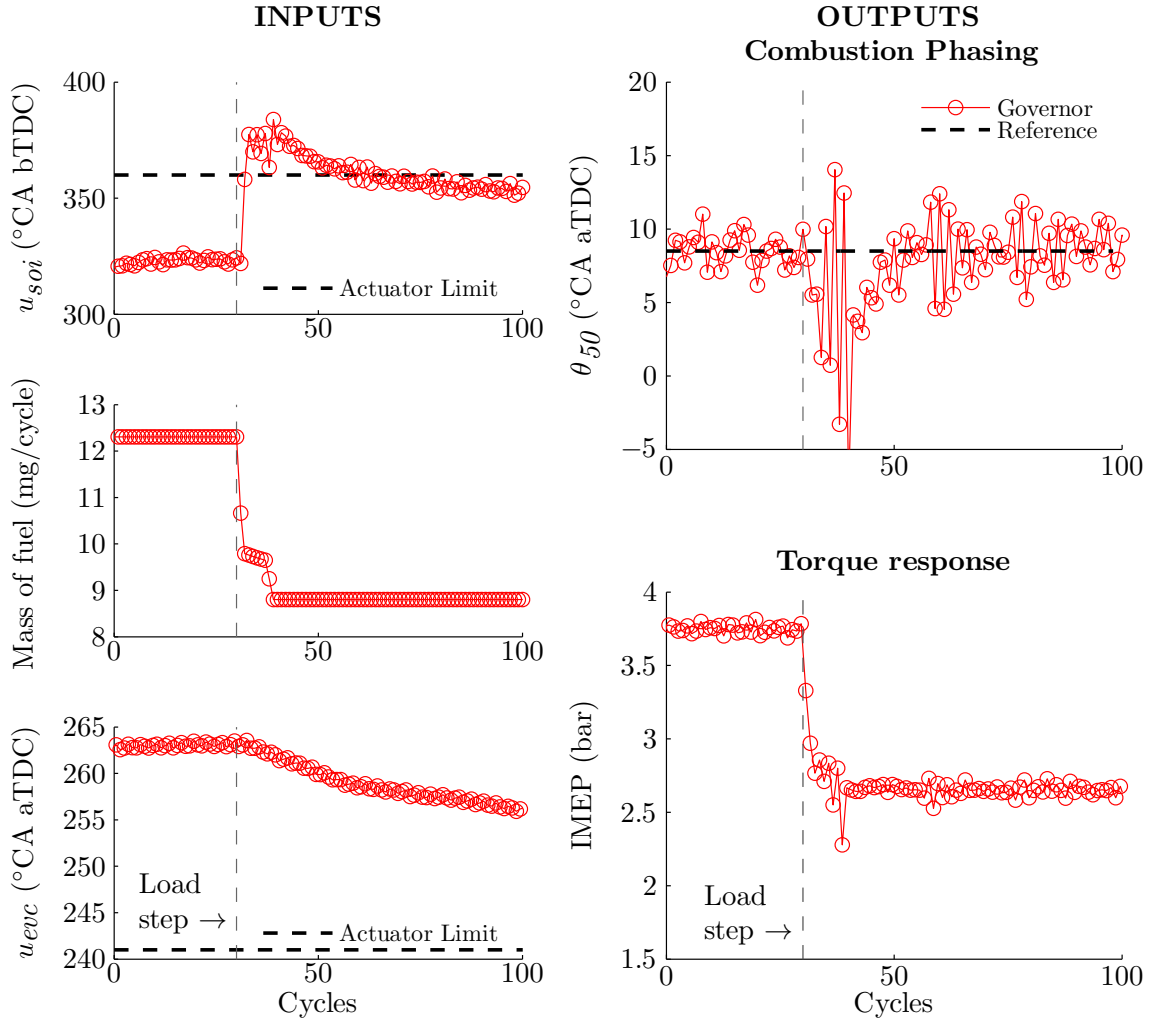 INPUTS
400
350
300
0
50
100
u_soi (°CA bTDC)
Actuator Limit
13
12
11
10
9
8
0
50
100
Mass of fuel (mg/cycle)
265
260
255
250
245
240
0
50
100
u_evc (°CA aTDC)
Load
step →
Actuator Limit
Cycles
OUTPUTS
Combustion Phasing
20
15
10
5
0
−5
0
50
100
θ_50 (°CA aTDC)
Governor
Reference
Torque response
4
3.5
3
2.5
2
1.5
0
50
100
IMEP (bar)
Load
step →
Cycles